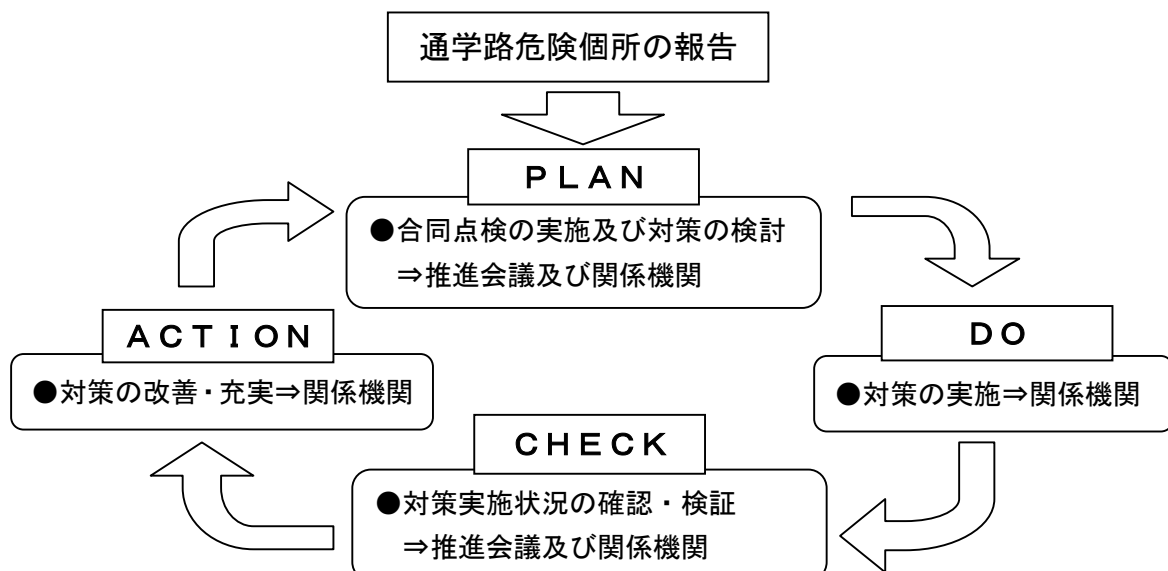 通学路危険個所の報告
ＰＬＡＮ
●合同点検の実施及び対策の検討
⇒推進会議及び関係機関
ＡＣＴＩＯＮ
●対策の改善・充実⇒関係機関
ＤＯ
●対策の実施⇒関係機関
ＣＨＥＣＫ
●対策実施状況の確認・検証
⇒推進会議及び関係機関